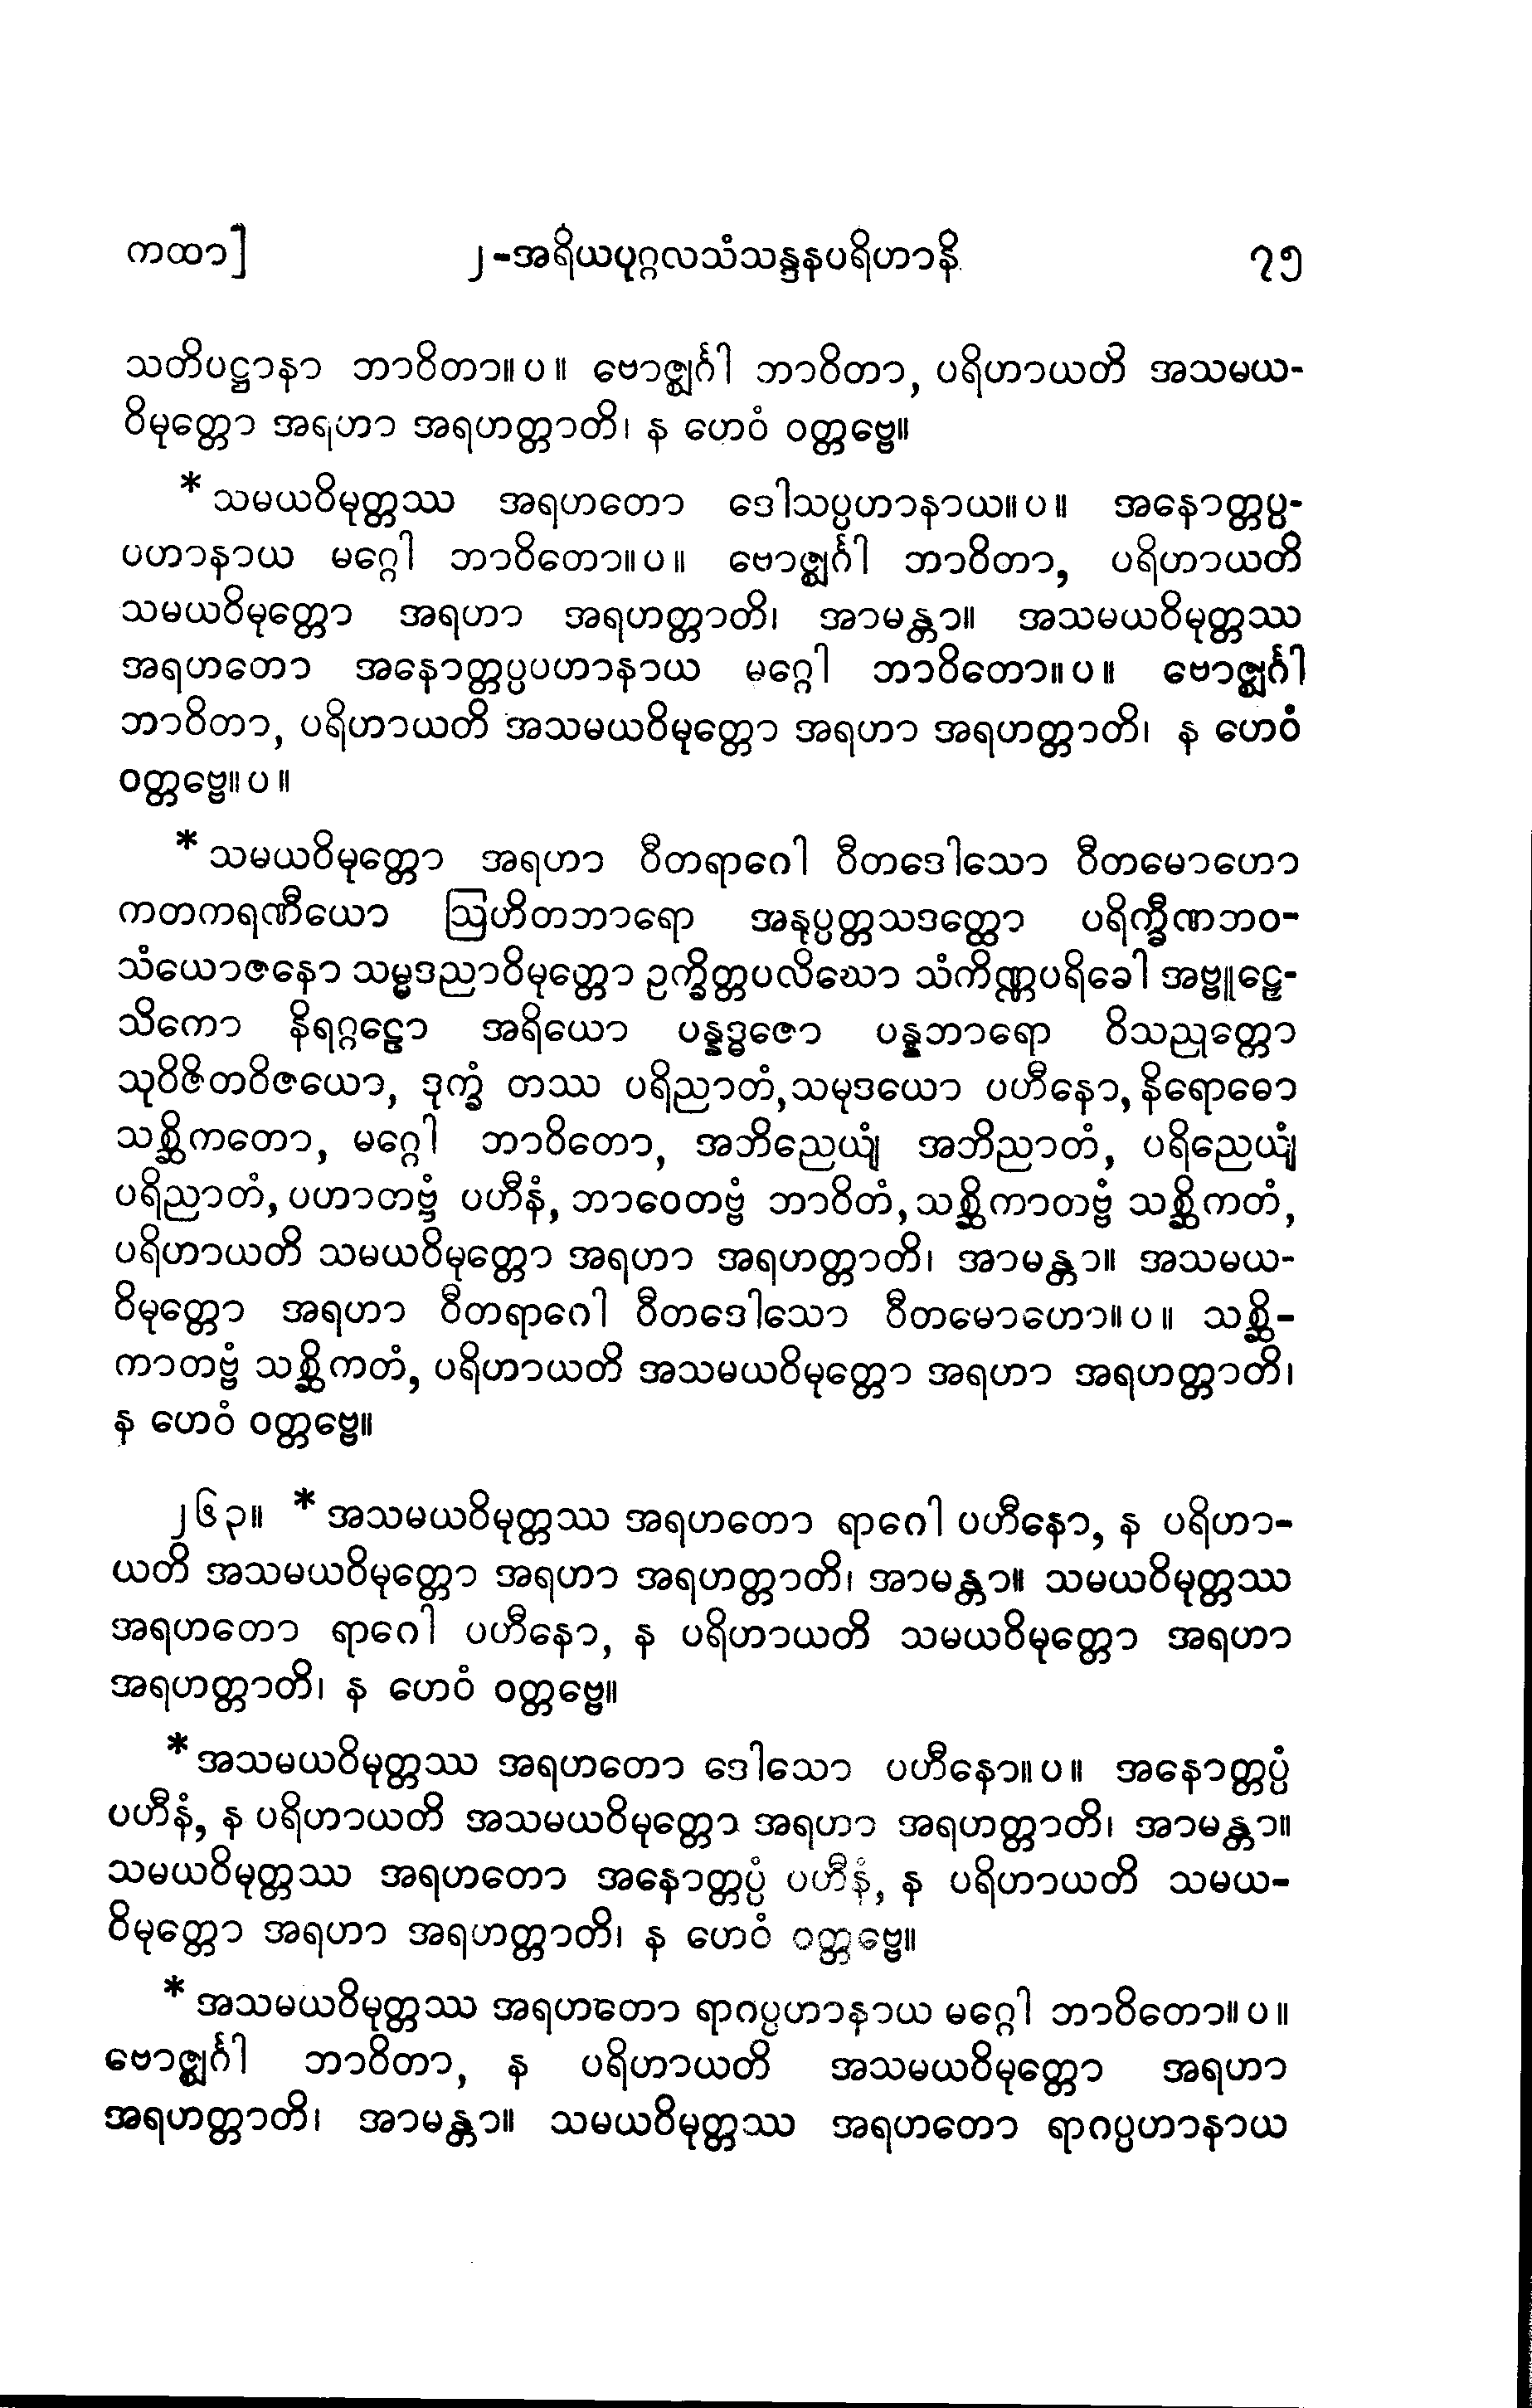 ကထာ] ၂-အရိယပုဂ္ဂလသံသန္ဒနပရိဟာနိ ၇၅
သတိပဋ္ဌာနာ ဘာဝိတာ။ပ။ ဗောဇ္ဈင်္ဂါ ဘာဝိတာ, ပရိဟာယတိ အသမယ-
ဝိမုတ္တော အရဟာ အရဟတ္တာတိ၊ န ဟေဝံ ဝတ္တဗ္ဗေ။
* သမယဝိမုတ္တဿ အရဟတော ဒေါသပ္ပဟာနာယ။ပ။ အနောတ္တပ္ပ-
ပဟာနာယ မဂ္ဂေါ ဘာဝိတော။ပ။ ဗောဇ္ဈင်္ဂါ ဘာဝိတာ, ပရိဟာယတိ
သမယဝိမုတ္တော အရဟာ အရဟတ္တာတိ၊ အာမန္တာ။ အသမယဝိမုတ္တဿ
အရဟတော အနောတ္တပ္ပပဟာနာယ မဂ္ဂေါ ဘာဝိတော။ပ။ ဗောဇ္ဈင်္ဂါ
ဘာဝိတာ, ပရိဟာယတိ အသမယဝိမုတ္တော အရဟာ အရဟတ္တာတိ၊ န ဟေဝံ
ဝတ္တဗ္ဗေ။ပ။
* သမယဝိမုတ္တော အရဟာ ဝီတရာဂေါ ဝီတဒေါသော ဝီတမောဟော
ကတကရဏီယော ဩဟိတဘာရော အနုပ္ပတ္တသဒတ္ထော ပရိက္ခီဏဘဝ-
သံယောဇနော သမ္မဒညာဝိမုတ္တော ဥက္ခိတ္တပလိဃော သံကိဏ္ဏပရိခေါ အဗ္ဗူဠှေ-
သိကော နိရဂ္ဂဠော အရိယော ပန္နဒ္ဓဇော ပန္နဘာရော ဝိသညုတ္တော
သုဝိဇိတဝိဇယော, ဒုက္ခံ တဿ ပရိညာတံ, သမုဒယော ပဟီနော, နိရောဓော
သစ္ဆိကတော, မဂ္ဂေါ ဘာဝိတော, အဘိညေယျံ အဘိညာတံ, ပရိညေယျံ
ပရိညာတံ, ပဟာတဗ္ဗံ ပဟီနံ, ဘာဝေတဗ္ဗံ ဘာဝိတံ, သစ္ဆိကာတဗ္ဗံ သစ္ဆိကတံ,
ပရိဟာယတိ သမယဝိမုတ္တော အရဟာ အရဟတ္တာတိ၊ အာမန္တာ။ အသမယ-
ဝိမုတ္တော အရဟာ ဝီတရာဂေါ ဝီတဒေါသော ဝီတမောဟော။ပ။ သစ္ဆိ-
ကာတဗ္ဗံ သစ္ဆိကတံ, ပရိဟာယတိ အသမယဝိမုတ္တော အရဟာ အရဟတ္တာတိ၊
န ဟေဝံ ဝတ္တဗ္ဗေ။
၂၆၃။ * အသမယဝိမုတ္တဿ အရဟတော ရာဂေါ ပဟီနော, န ပရိဟာ-
ယတိ အသမယဝိမုတ္တော အရဟာ အရဟတ္တာတိ၊ အာမန္တာ။ သမယဝိမုတ္တဿ
အရဟတော ရာဂေါ ပဟီနော, န ပရိဟာယတိ သမယဝိမုတ္တော အရဟာ
အရဟတ္တာတိ၊ န ဟေဝံ ဝတ္တဗ္ဗေ။
* အသမယဝိမုတ္တဿ အရဟတော ဒေါသော ပဟီနော။ပ။ အနောတ္တပ္ပံ
ပဟီနံ, န ပရိဟာယတိ အသမယဝိမုတ္တော အရဟာ အရဟတ္တာတိ၊ အာမန္တာ။
သမယဝိမုတ္တဿ အရဟတော အနောတ္တပ္ပံ ပဟီနံ, န ပရိဟာယတိ သမယ-
ဝိမုတ္တော အရဟာ အရဟတ္တာတိ၊ န ဟေဝံ ဝတ္တဗ္ဗေ။
* အသမယဝိမုတ္တဿ အရဟတော ရာဂပ္ပဟာနာယ မဂ္ဂေါ ဘာဝိတော။ပ။
ဗောဇ္ဈင်္ဂါ ဘာဝိတာ, န ပရိဟာယတိ အသမယဝိမုတ္တော အရဟာ
အရဟတ္တာတိ၊ အာမန္တာ။ သမယဝိမုတ္တဿ အရဟတော ရာဂပ္ပဟာနာယ